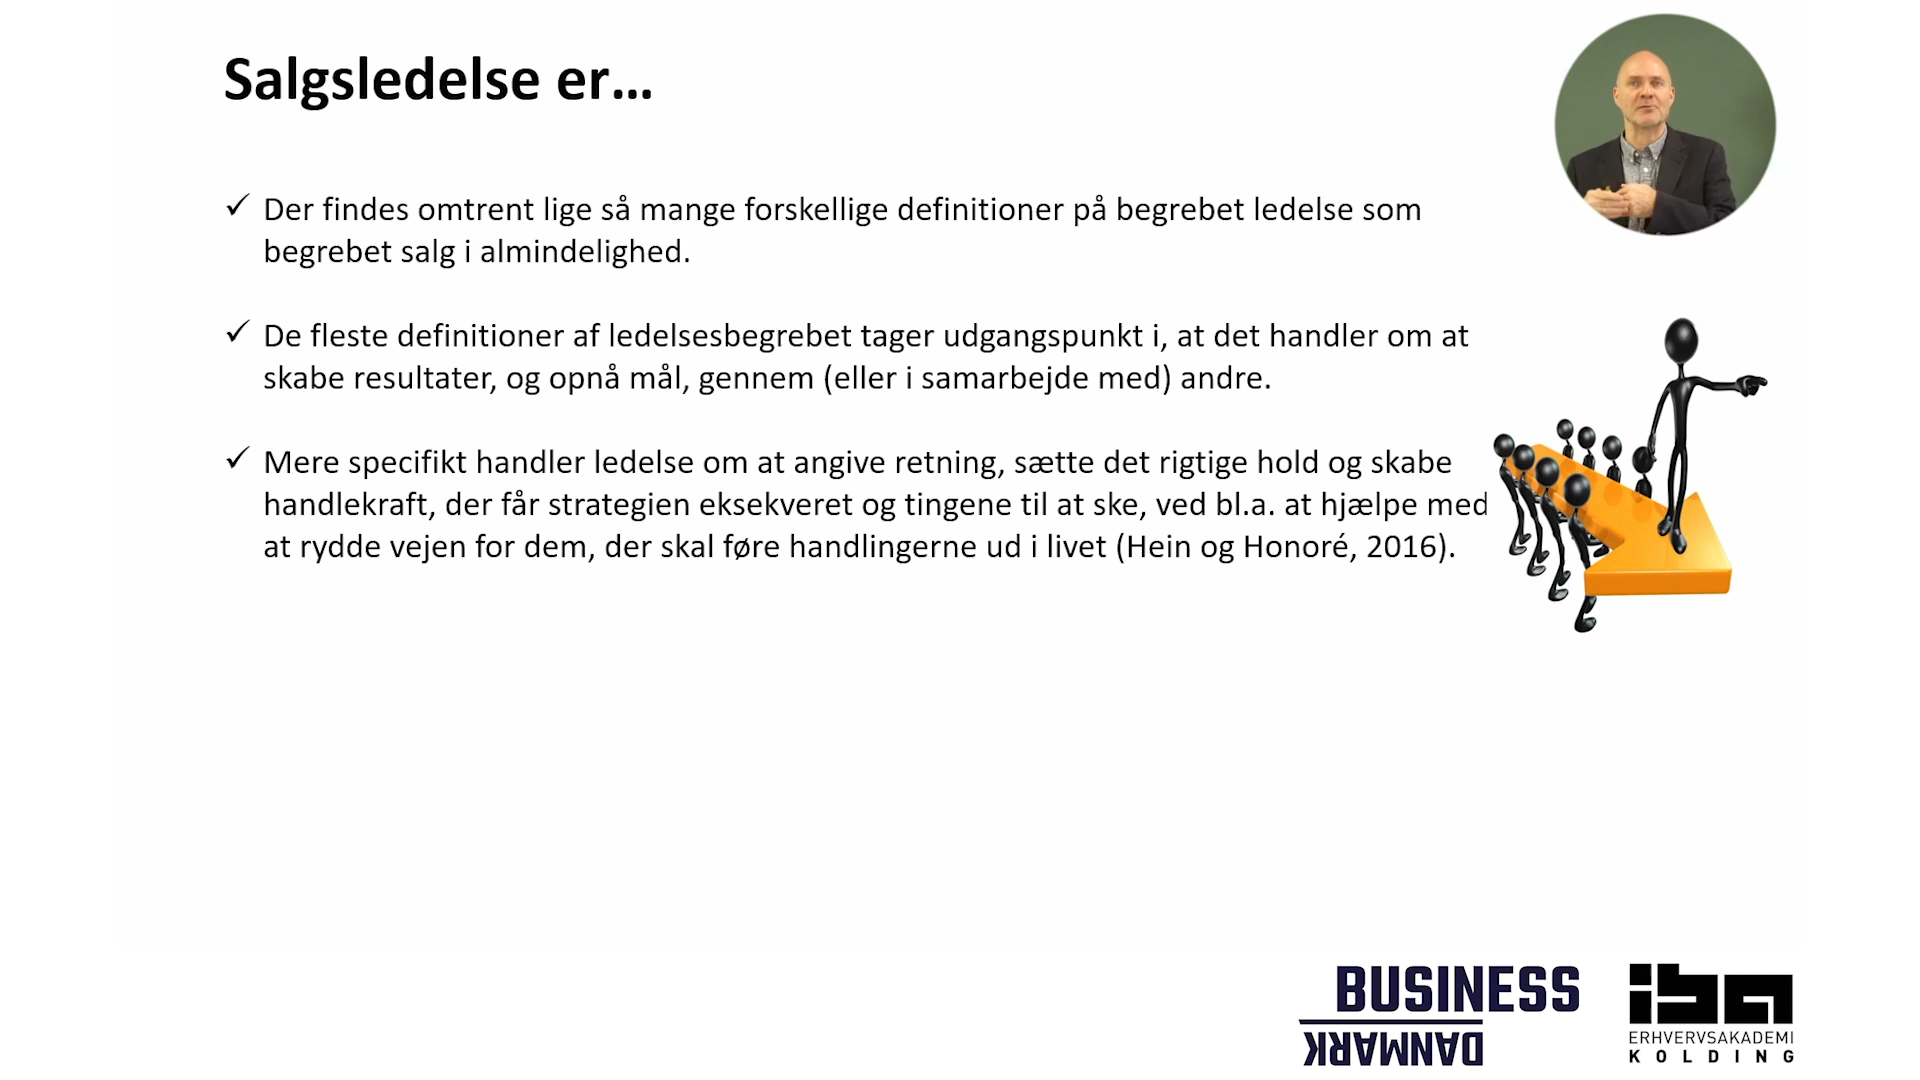 Salgsledelse er...
✓ Der findes omtrent lige så mange forskellige definitioner på begrebet ledelse som
begrebet salg i almindelighed.
✓ De fleste definitioner af ledelsesbegrebet tager udgangspunkt i, at det handler om at
skabe resultater, og opnå mål, gennem (eller i samarbejde med) andre.
✓ Mere specifikt handler ledelse om at angive retning, sætte det rigtige hold og skabe
handlekraft, der får strategien eksekveret og tingene til at ske, ved bl.a. at hjælpe med
at rydde vejen for dem, der skal føre handlingerne ud i livet (Hein og Honoré, 2016).
BUSINESS
DANMARK
iba
ERHVERVSAKADEMI
KOLDING